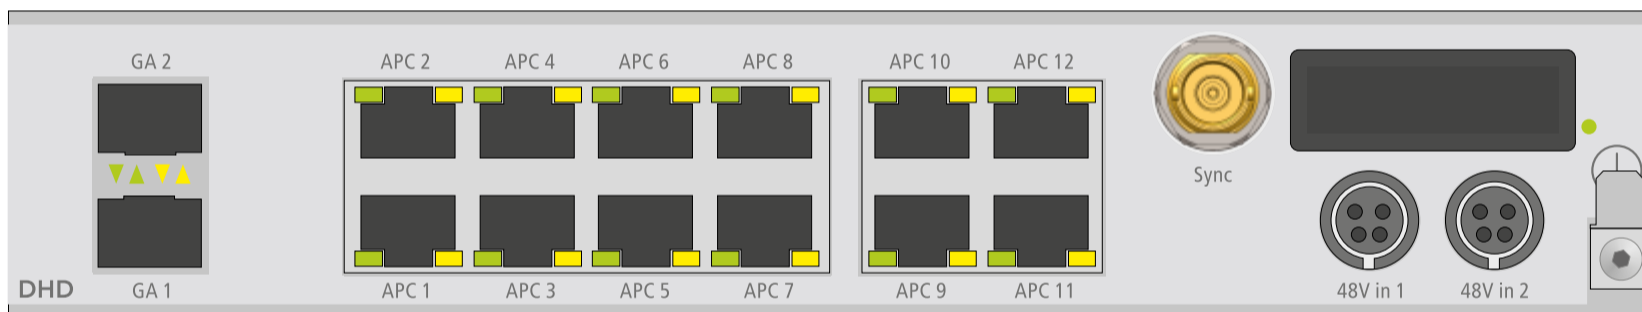 GA 2
APC 2
APC 4
APC 6
APC 8
APC 10
APC 12
Sync
DHD
GA 1
APC 1
APC 3
APC 5
APC 7
APC 9
APC 11
48V in 1
48V in 2